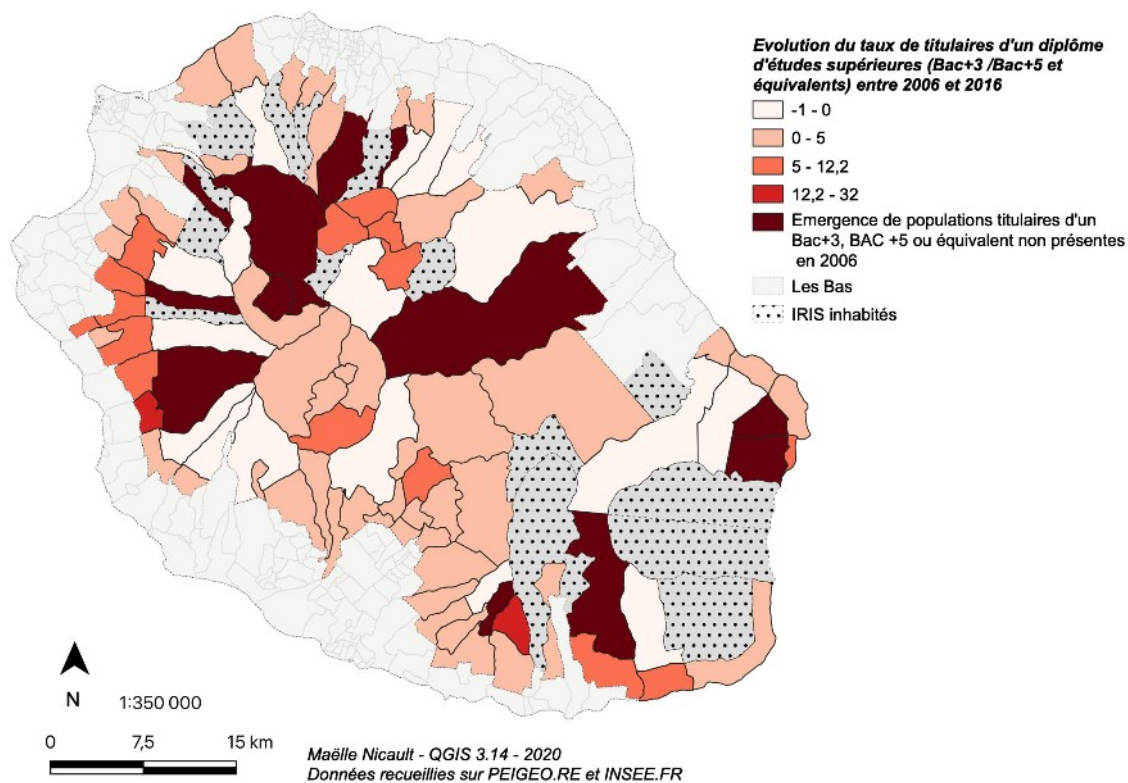 Evolution du taux de titulaires d'un diplôme
d'études supérieures (Bac+3 /Bac+5 et
équivalents) entre 2006 et 2016
-1 - 0
0 - 5
5 - 12,2
12,2 - 32
Emergence de populations titulaires d'un
Bac+3, BAC +5 ou équivalent non présentes
en 2006
Les Bas
IRIS inhabités
N
1:350 000
0 7,5 15 km
Maëlle Nicault - QGIS 3.14 - 2020
Données recueillies sur PEIGEO.RE et INSEE.FR